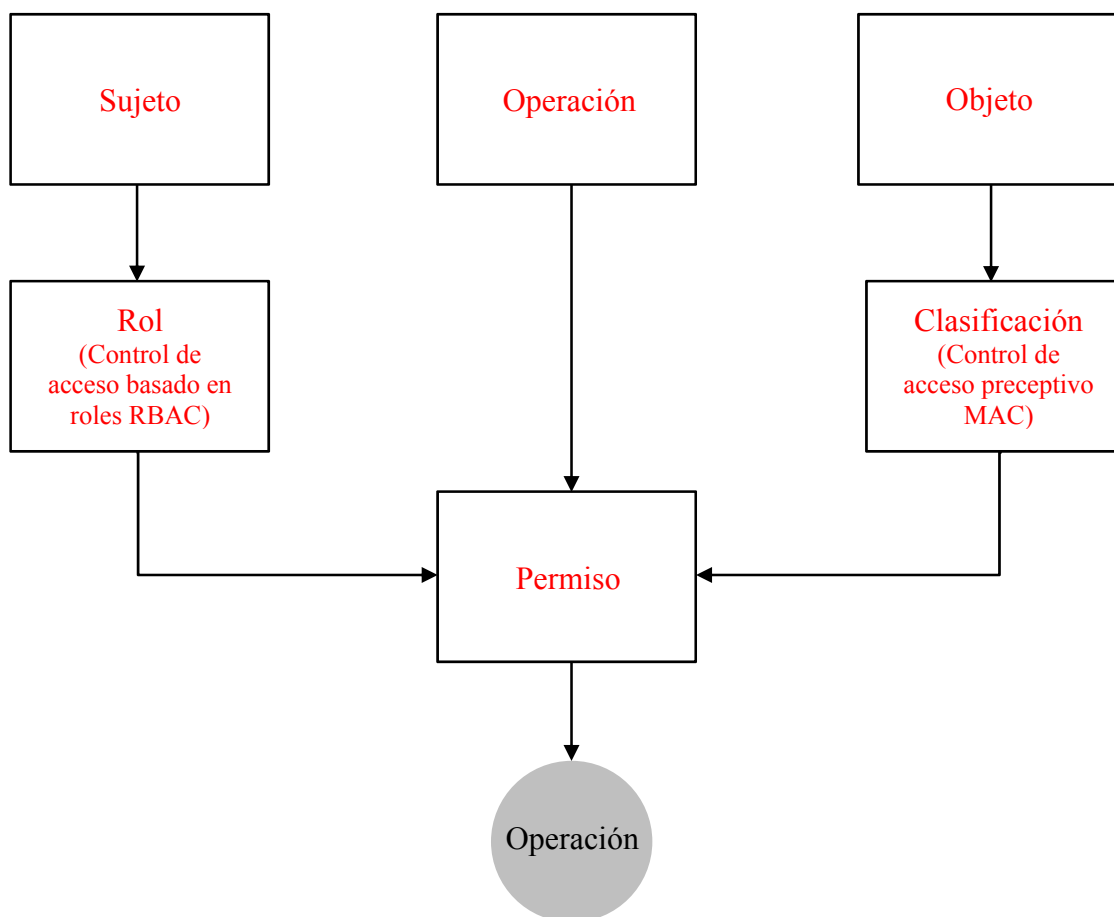 Sujeto
Operación
Objeto
Rol
(Control de
acceso basado en
roles RBAC)
Clasificación
(Control de
acceso preceptivo
MAC)
Permiso
Operación